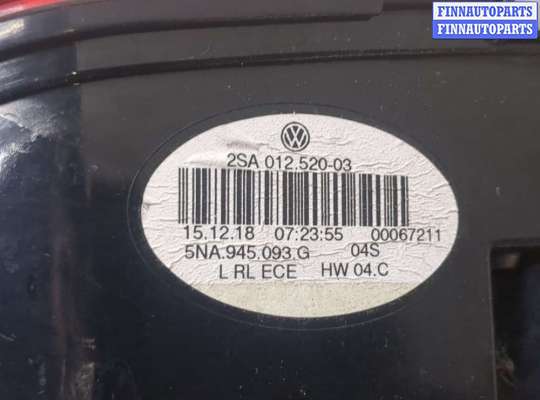 FINNAUTOPARTS
FINNAUTOPARTS
2SA 012.520-03
15.12.18 07:23:55 00067211
5NA.945.093.G 04S
L RL ECE HW 04.C